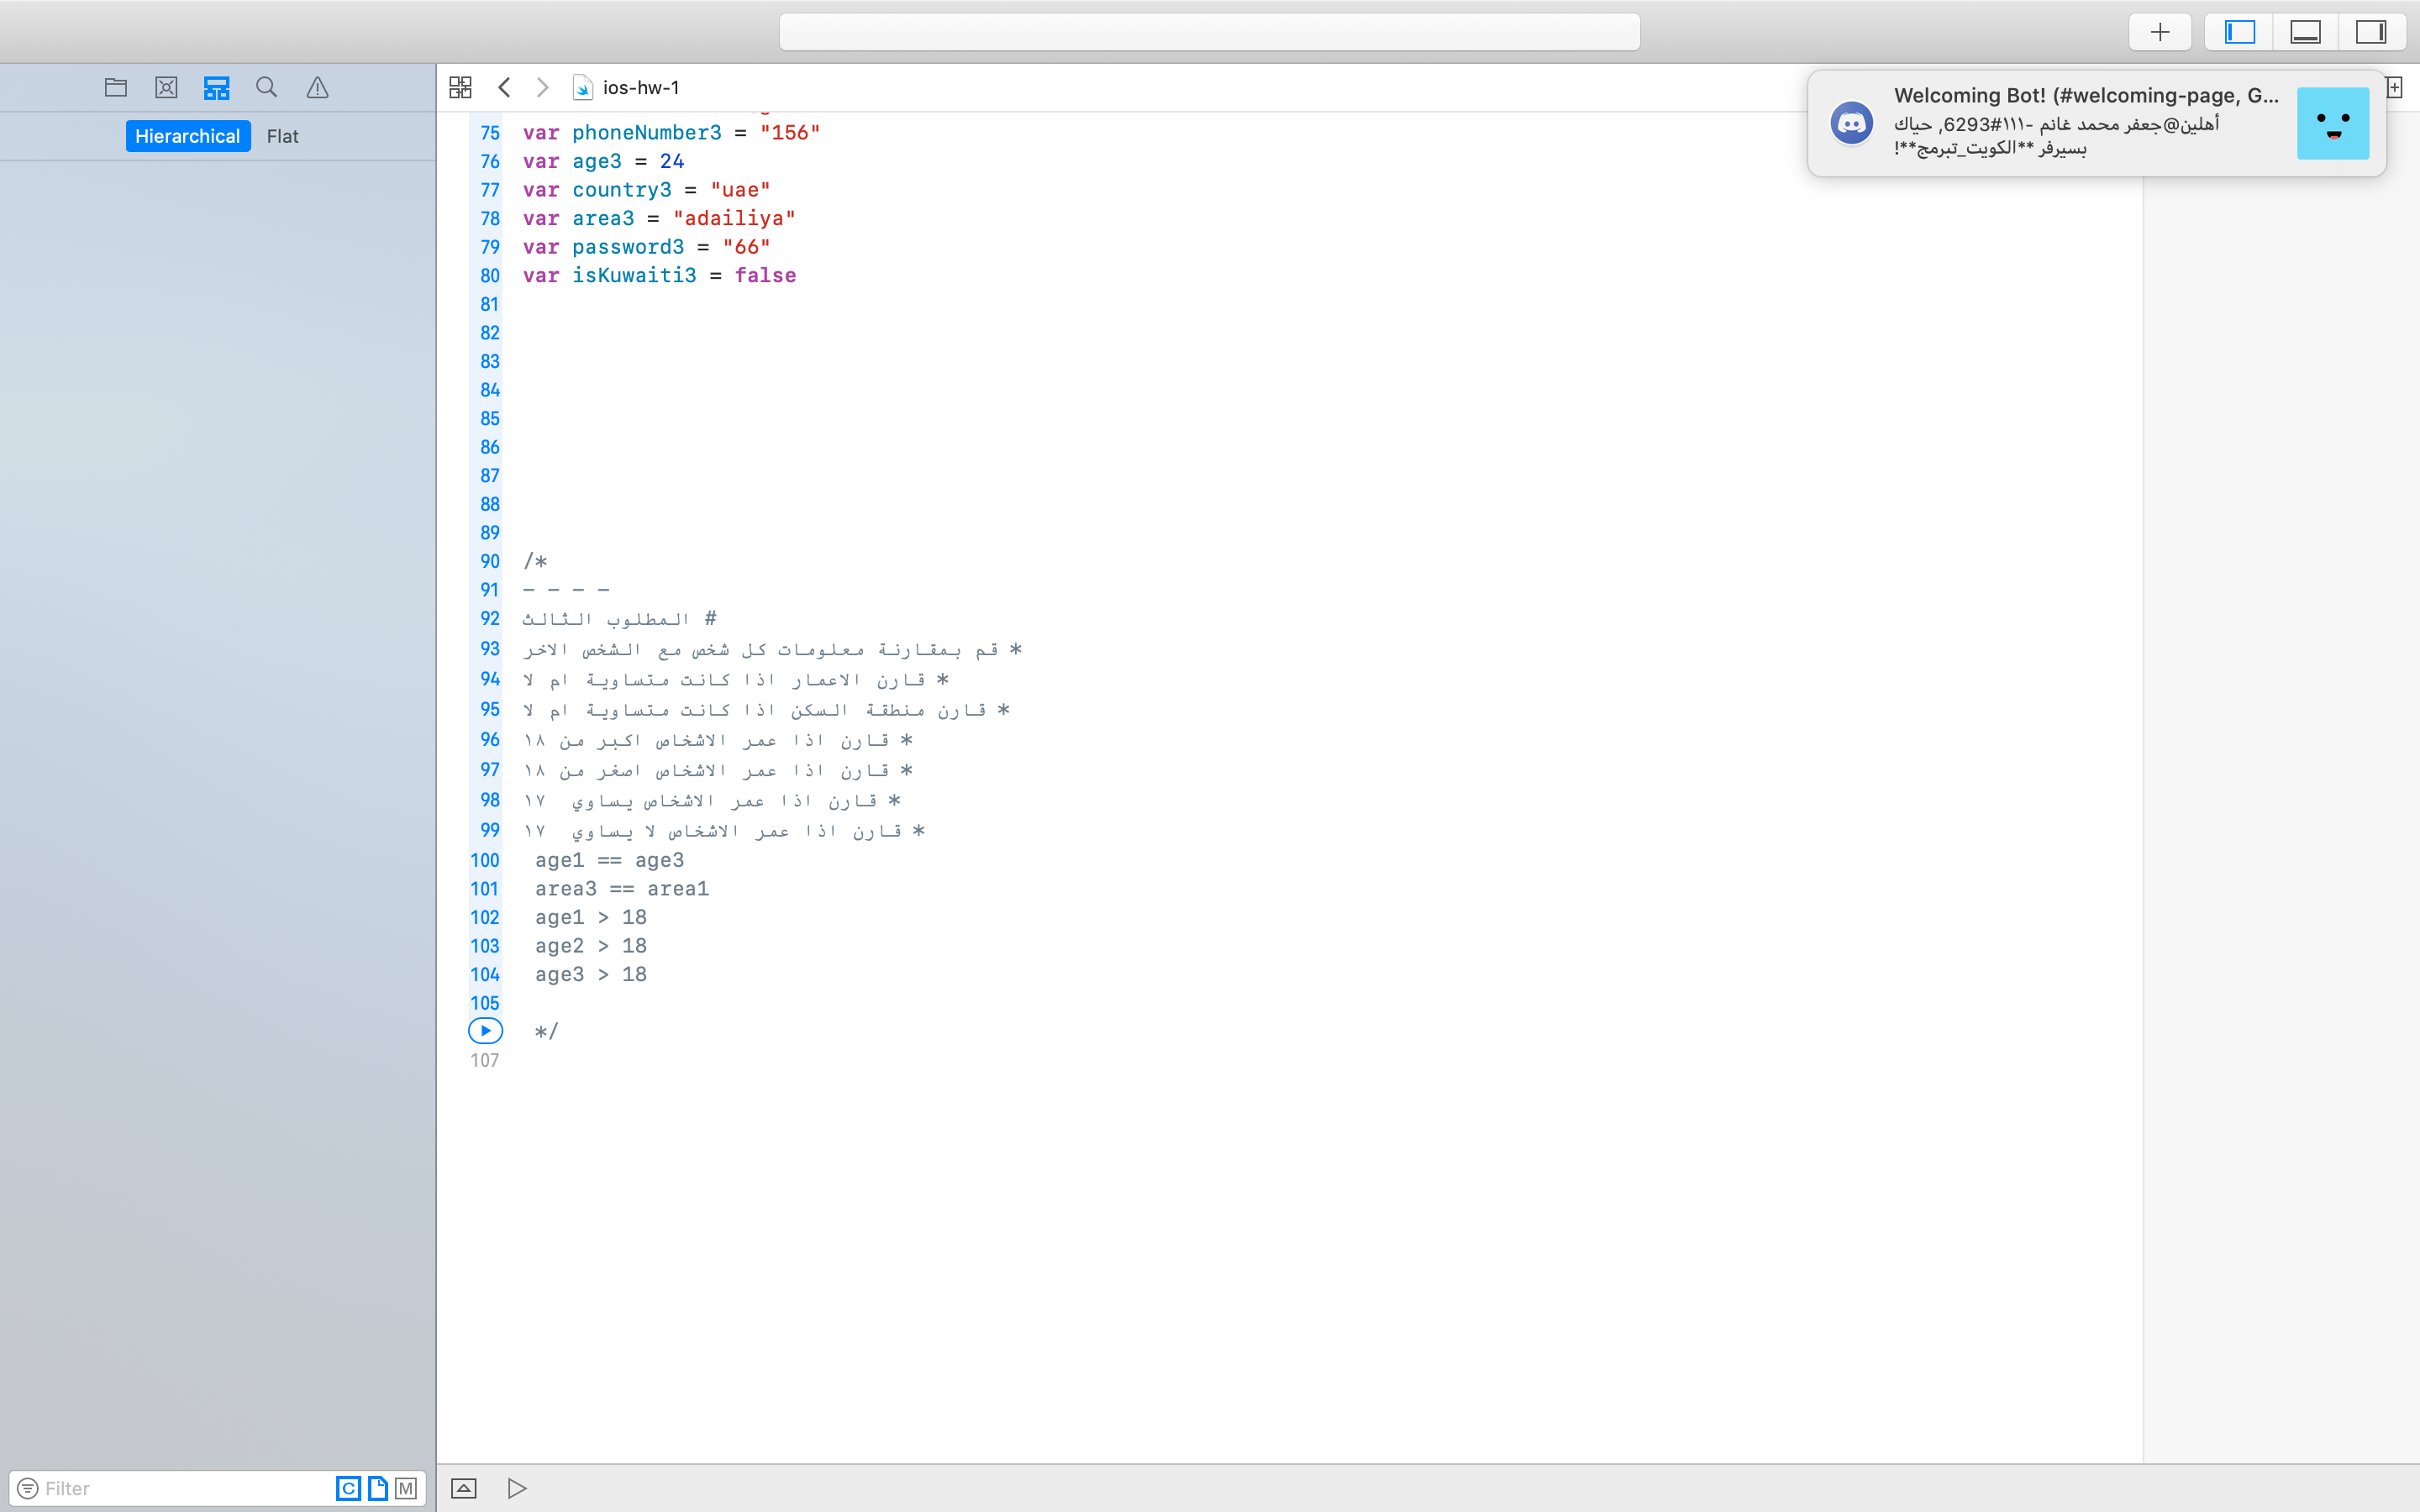 ios-hw-1
Welcoming Bot! (#welcoming-page, G...
أهلين@جعفر محمد غانم -١١١#6293, حياك
بسيرفر **الكويت_تبرمج**!
Hierarchical Flat
75 var phoneNumber3 = "156"
76 var age3 = 24
77 var country3 = "uae"
78 var area3 = "adailiya"
79 var password3 = "66"
80 var isKuwaiti3 = false
81
82
83
84
85
86
87
88
89
90 /*
91 - - - -
92 # المطلوب الثالث
93 * قم بمقارنة معلومات كل شخص مع الشخص الاخر
94 * قارن الاعمار اذا كانت متساوية ام لا
95 * قارن منطقة السكن اذا كانت متساوية ام لا
96 * قارن اذا عمر الاشخاص اكبر من ١٨
97 * قارن اذا عمر الاشخاص اصغر من ١٨
98 * قارن اذا عمر الاشخاص يساوي ١٧
99 * قارن اذا عمر الاشخاص لا يساوي ١٧
100 age1 == age3
101 area3 == area1
102 age1 > 18
103 age2 > 18
104 age3 > 18
105
*/
107
Filter C M